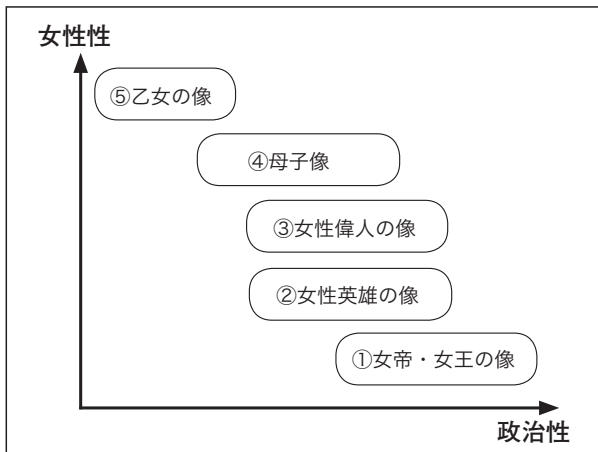 女性性
⑤乙女の像
④母子像
③女性偉人の像
②女性英雄の像
①女帝・女王の像
政治性